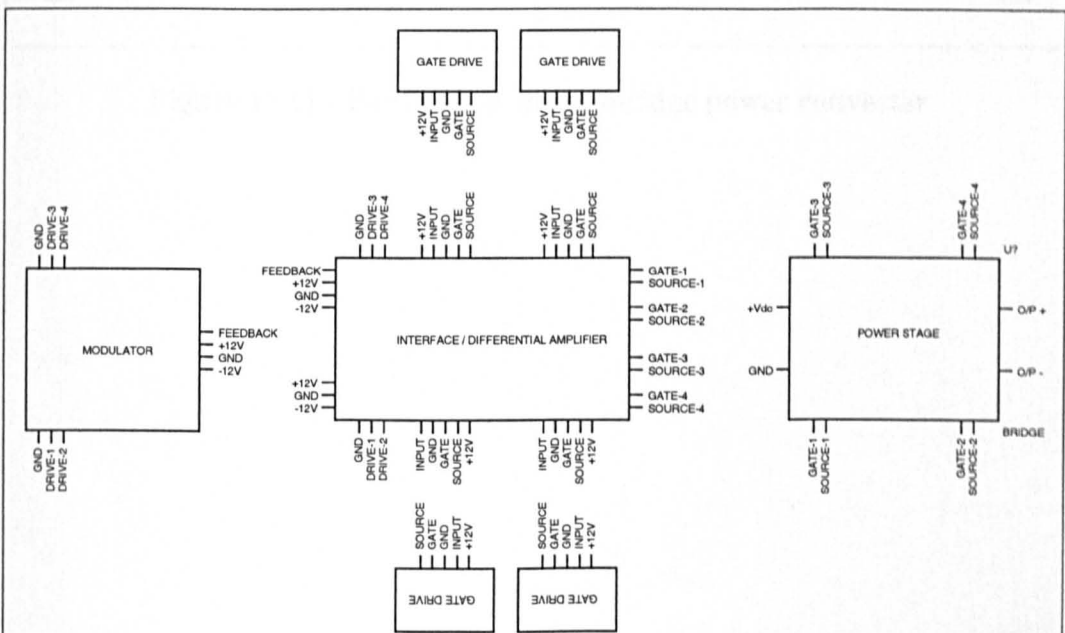 GATE DRIVE
GATE DRIVE
+12V
INPUT
GND
GATE
SOURCE
+12V
INPUT
GND
GATE
SOURCE
GND
DRIVE-3
DRIVE-4
GND
DRIVE-3
DRIVE-4
+12V
INPUT
GND
GATE
SOURCE
+12V
INPUT
GND
GATE
SOURCE
GATE-3
SOURCE-3
GATE-4
SOURCE-4
U?
MODULATOR
FEEDBACK
+12V
GND
-12V
FEEDBACK
+12V
GND
-12V
+12V
GND
-12V
INTERFACE / DIFFERENTIAL AMPLIFIER
GATE-1
SOURCE-1
GATE-2
SOURCE-2
GATE-3
SOURCE-3
GATE-4
SOURCE-4
+Vdc
GND
POWER STAGE
O/P +
O/P -
BRIDGE
GND
DRIVE-1
DRIVE-2
GND
DRIVE-1
DRIVE-2
INPUT
GND
GATE
SOURCE
+12V
INPUT
GND
GATE
SOURCE
+12V
GATE-1
SOURCE-1
GATE-2
SOURCE-2
SOURCE
GATE
GND
INPUT
+12V
SOURCE
GATE
GND
INPUT
+12V
GATE DRIVE
GATE DRIVE